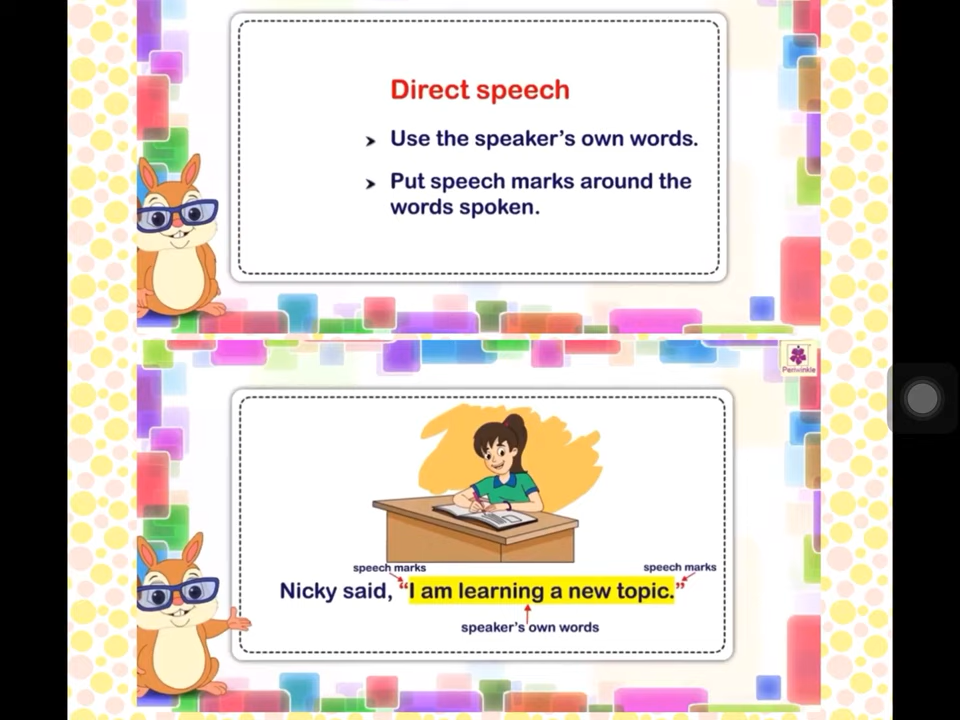 Direct speech
➤ Use the speaker's own words.
➤ Put speech marks around the
words spoken.
Periwinkle
speech marks
speech marks
Nicky said, “I am learning a new topic.”
speaker's own words